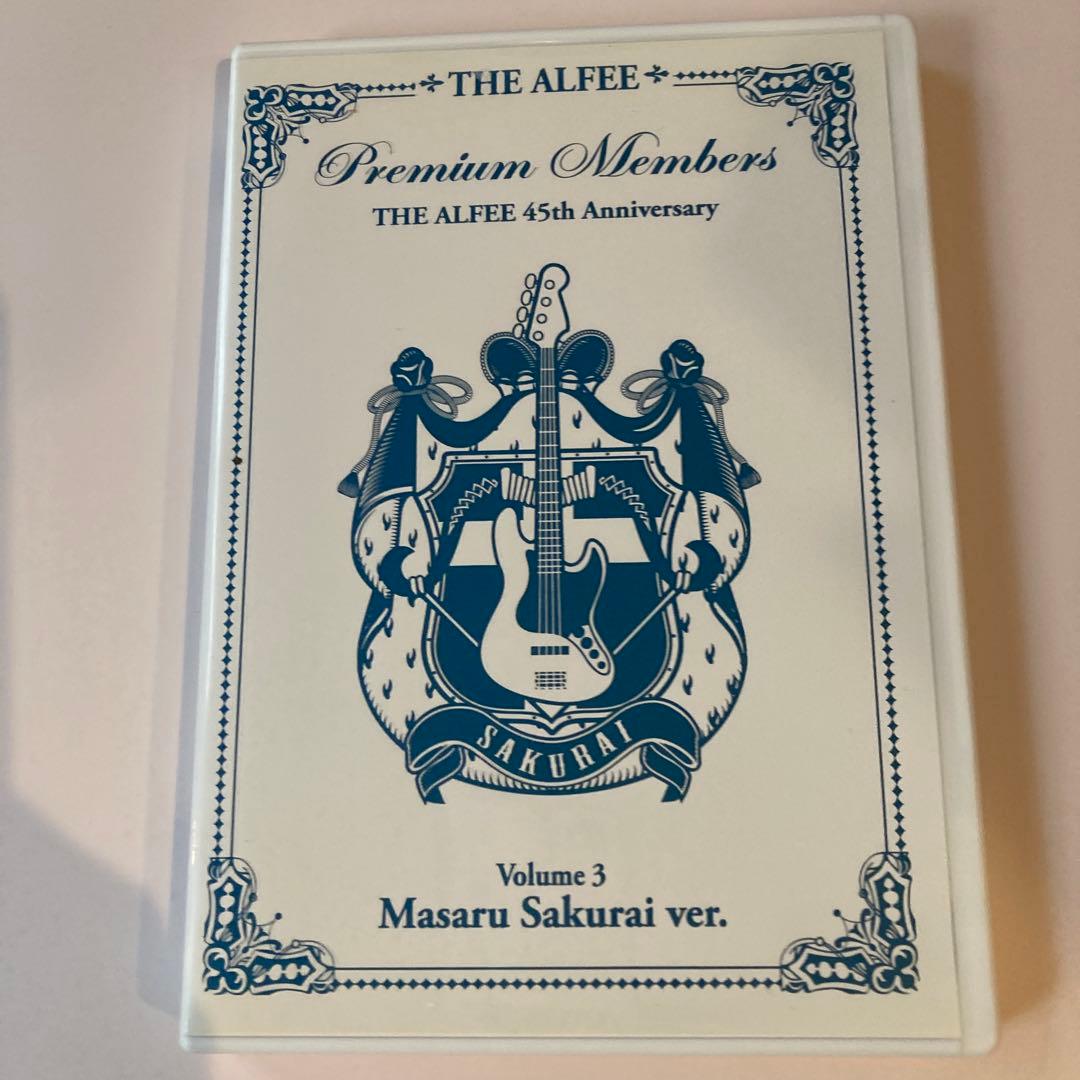 THE ALFEE
Premium Members
THE ALFEE 45th Anniversary
SAKURAI
Volume 3
Masaru Sakurai ver.